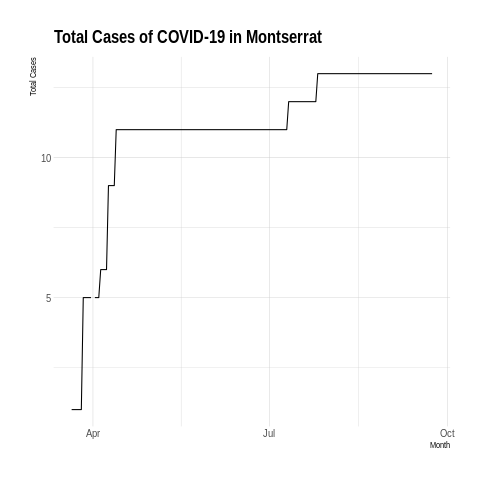 Total Cases of COVID-19 in Montserrat
Total Cases
10
5
Apr
Jul
Oct
Month